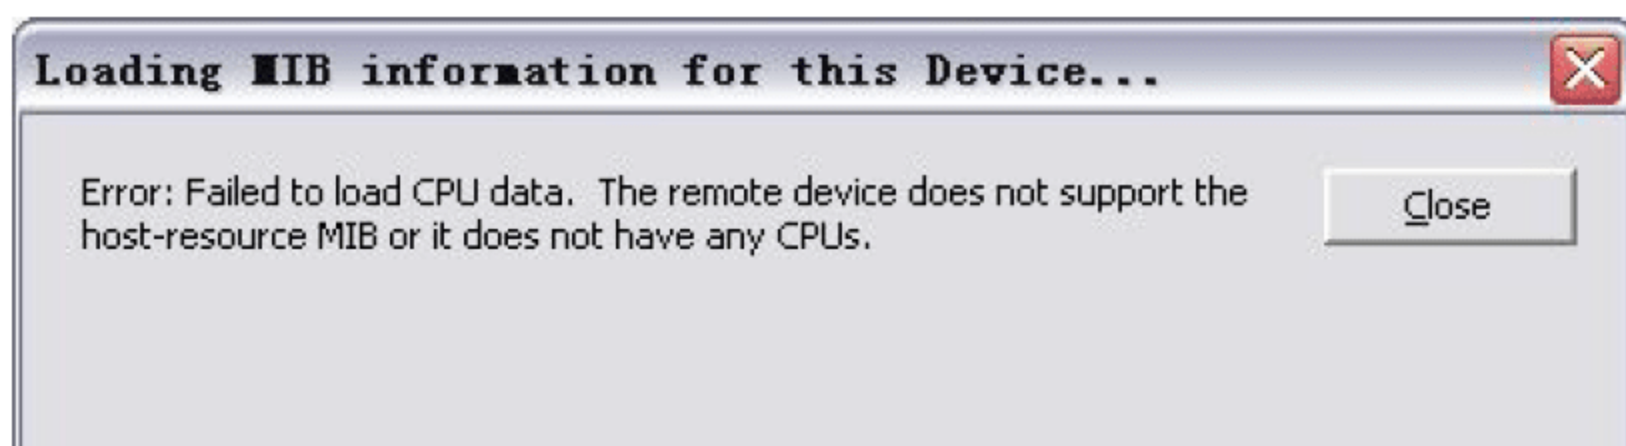 Loading MIB information for this Device...
Error: Failed to load CPU data.  The remote device does not support the
host-resource MIB or it does not have any CPUs.
Close